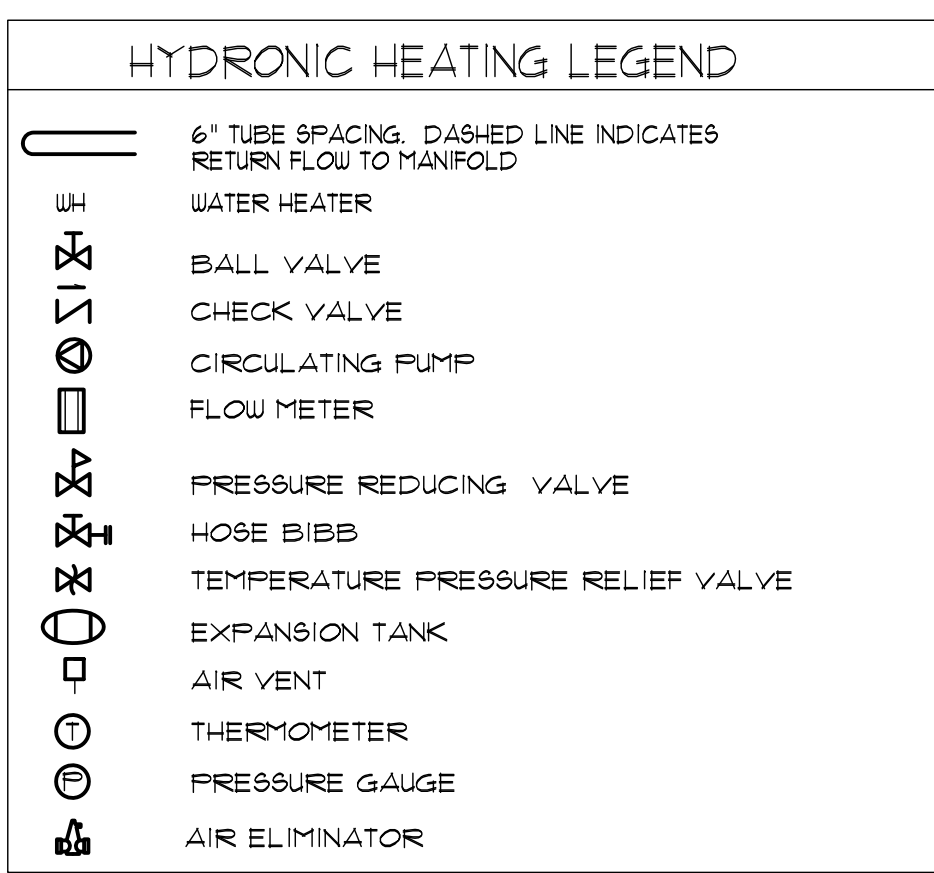 HYDRONIC HEATING LEGEND
6" TUBE SPACING. DASHED LINE INDICATES
RETURN FLOW TO MANIFOLD
WH WATER HEATER
BALL VALVE
CHECK VALVE
CIRCULATING PUMP
FLOW METER
PRESSURE REDUCING VALVE
HOSE BIBB
TEMPERATURE PRESSURE RELIEF VALVE
EXPANSION TANK
AIR VENT
T THERMOMETER
P PRESSURE GAUGE
AIR ELIMINATOR